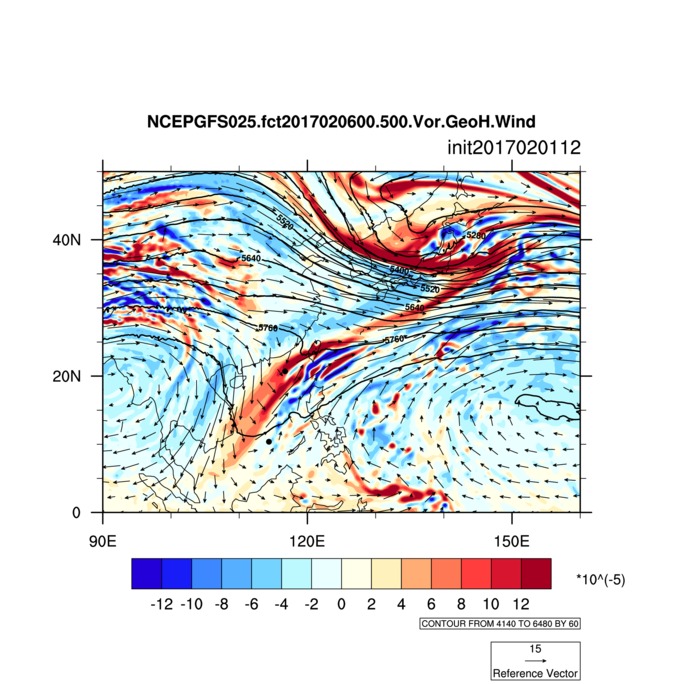 NCEPGFS025.fct2017020600.500.Vor.GeoH.Wind
init2017020112
40N
20N
0
90E 120E 150E
5520
5280
5640
5400
5520
5640
5760
5760
-12 -10 -8 -6 -4 -2 0 2 4 6 8 10 12
*10^(-5)
CONTOUR FROM 4140 TO 6480 BY 60
15
Reference Vector